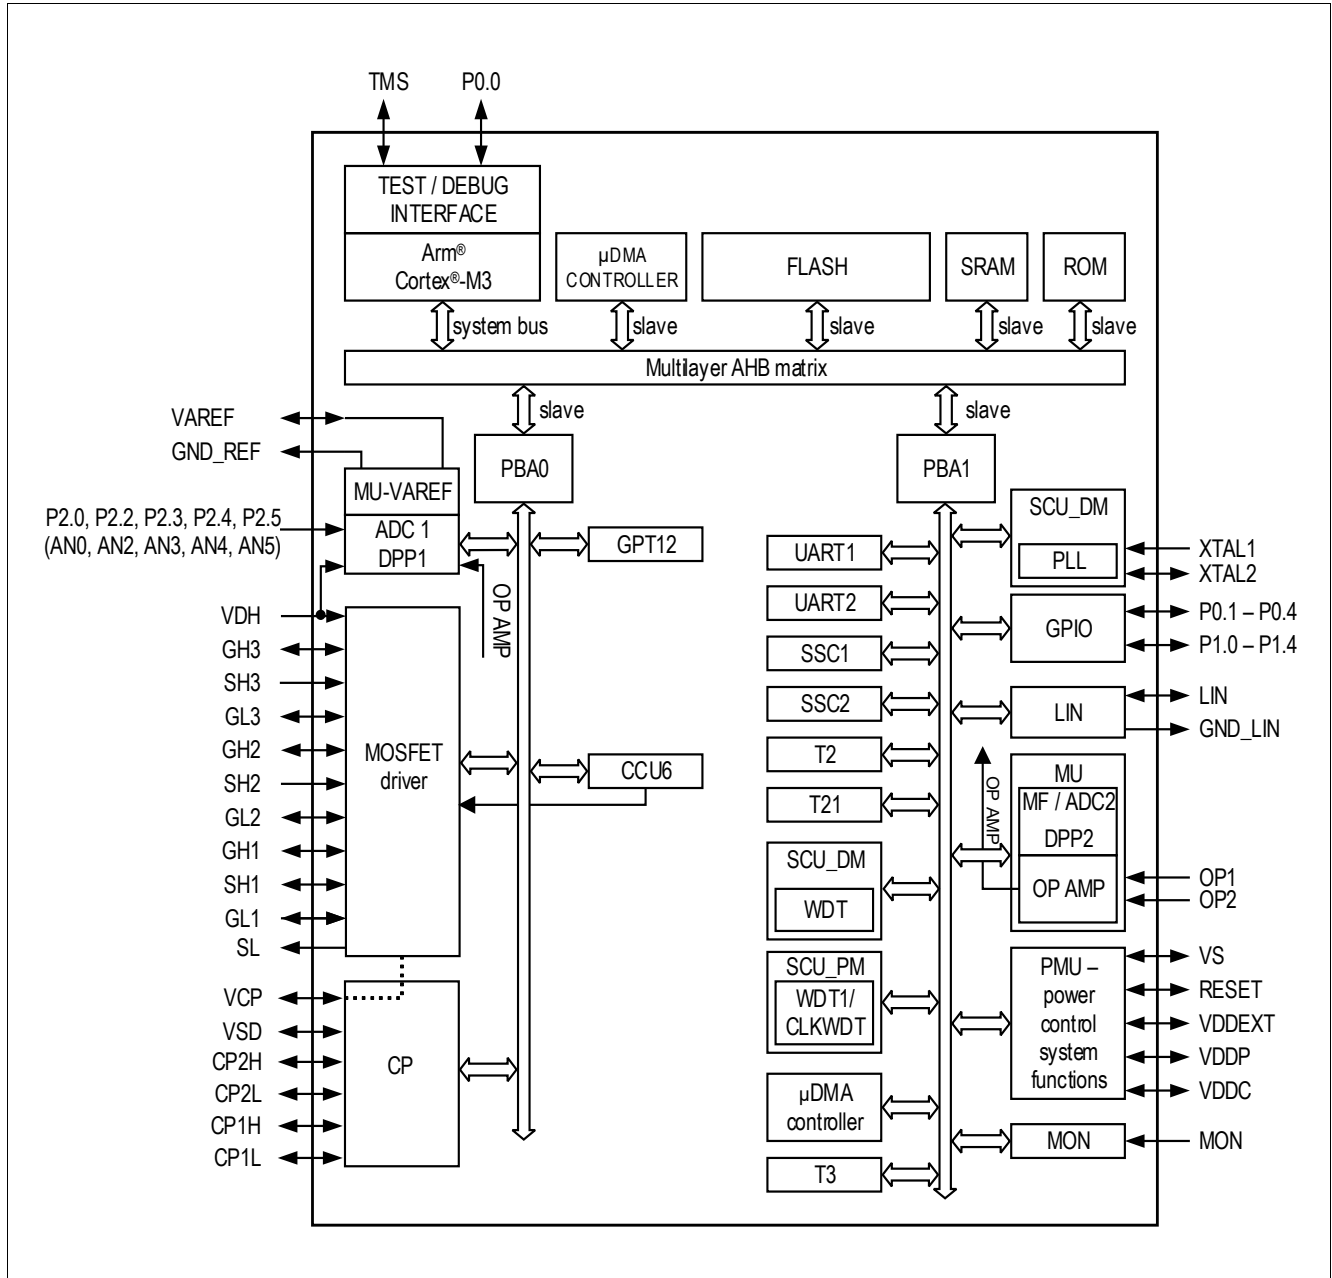 TMS
P0.0
TEST / DEBUG
INTERFACE
Arm®
Cortex®-M3
µDMA
CONTROLLER
FLASH
SRAM
ROM
system bus
slave
slave
slave
slave
Multilayer AHB matrix
slave
slave
VAREF
GND_REF
PBA0
PBA1
MU-VAREF
P2.0, P2.2, P2.3, P2.4, P2.5
(AN0, AN2, AN3, AN4, AN5)
ADC 1
DPP1
GPT12
OP AMP
VDH
GH3
SH3
GL3
GH2
SH2
GL2
GH1
SH1
GL1
SL
MOSFET
driver
CCU6
VCP
VSD
CP2H
CP2L
CP1H
CP1L
CP
UART1
UART2
SSC1
SSC2
T2
T21
SCU_DM
WDT
SCU_PM
WDT1/
CLKWDT
µDMA
controller
T3
SCU_DM
PLL
XTAL1
XTAL2
GPIO
P0.1 – P0.4
P1.0 – P1.4
LIN
LIN
GND_LIN
OP AMP
MU
MF / ADC2
DPP2
OP AMP
OP1
OP2
PMU –
power
control
system
functions
VS
RESET
VDDEXT
VDDP
VDDC
MON
MON